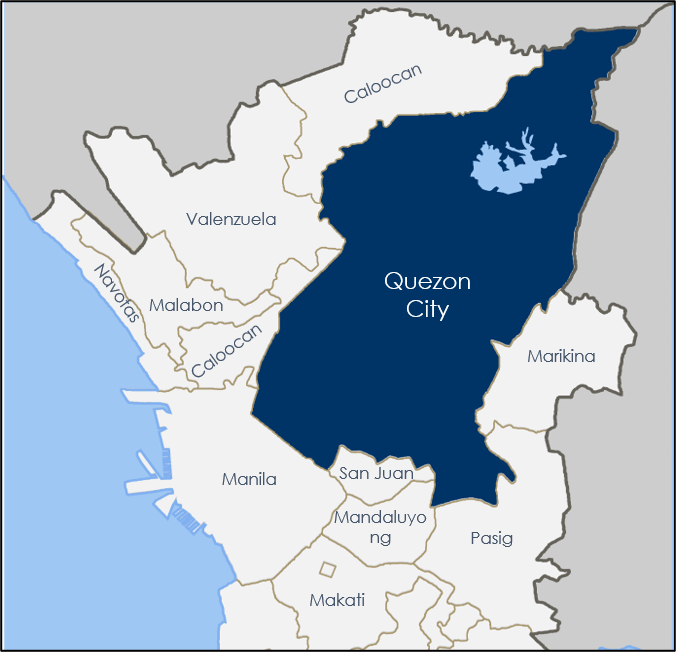 Caloocan
Valenzuela
Quezon
City
Navotas
Malabon
Caloocan
Marikina
Manila
San Juan
Mandaluyo
ng
Pasig
Makati